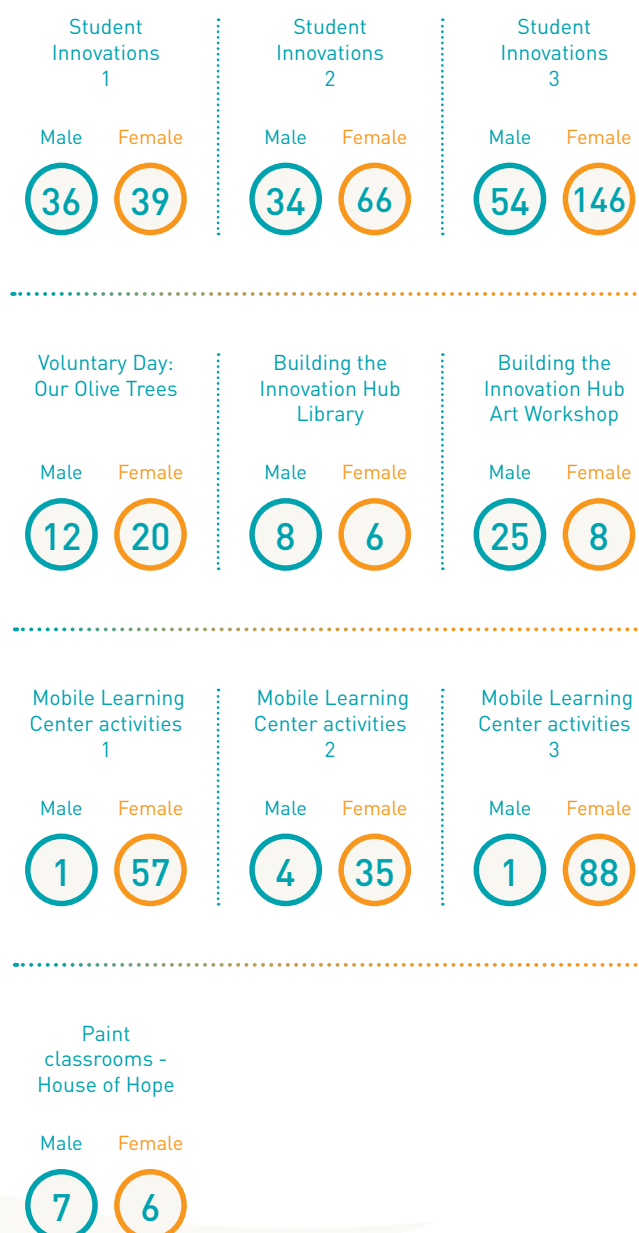 Student
Innovations
1
Male Female
36 39
Student
Innovations
2
Male Female
34 66
Student
Innovations
3
Male Female
54 146
Voluntary Day:
Our Olive Trees
Male Female
12 20
Building the
Innovation Hub
Library
Male Female
8 6
Building the
Innovation Hub
Art Workshop
Male Female
25 8
Mobile Learning
Center activities
1
Male Female
1 57
Mobile Learning
Center activities
2
Male Female
4 35
Mobile Learning
Center activities
3
Male Female
1 88
Paint
classrooms -
House of Hope
Male Female
7 6